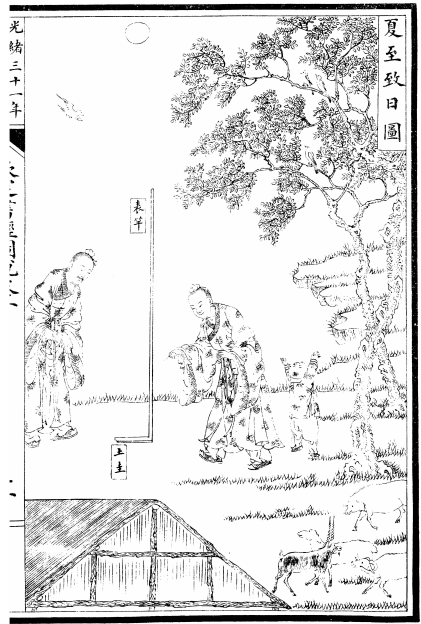 夏至致日圖
表竿
土圭
光緒三十一年